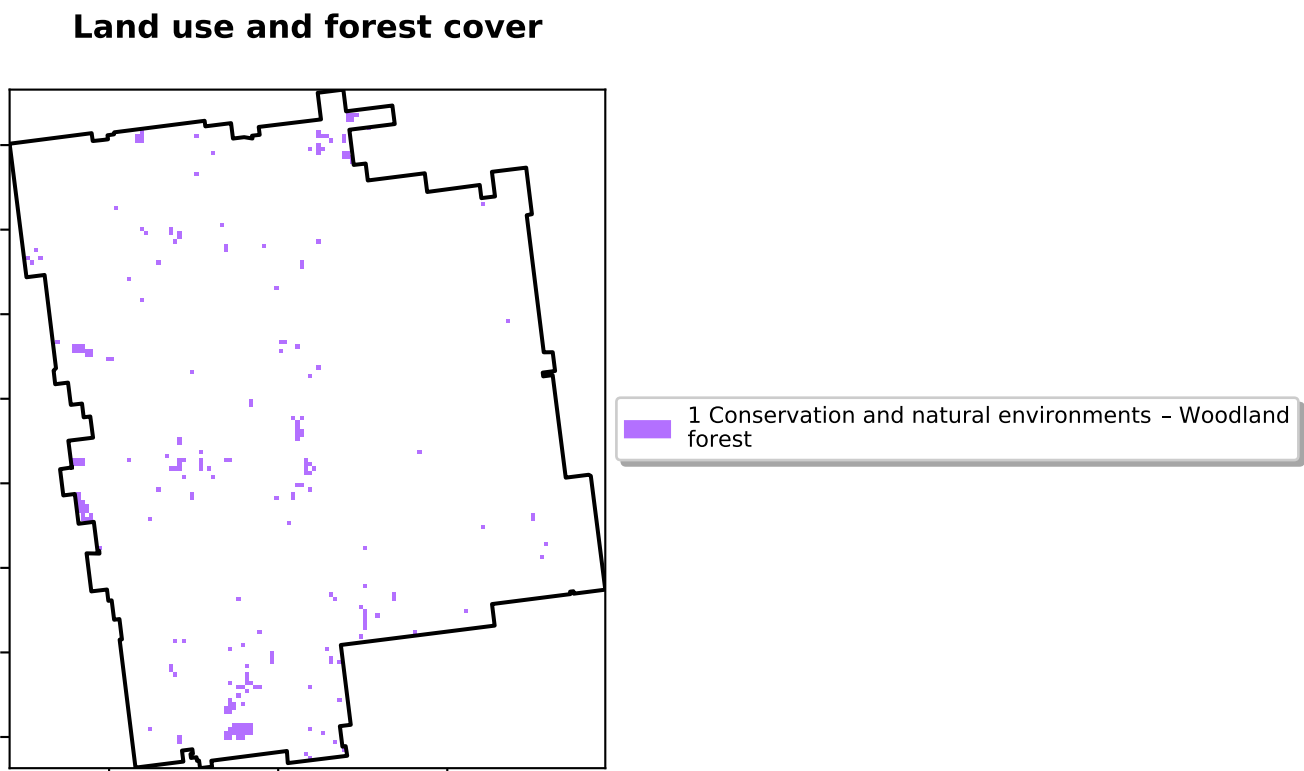 Land use and forest cover
1 Conservation and natural environments – Woodland
forest